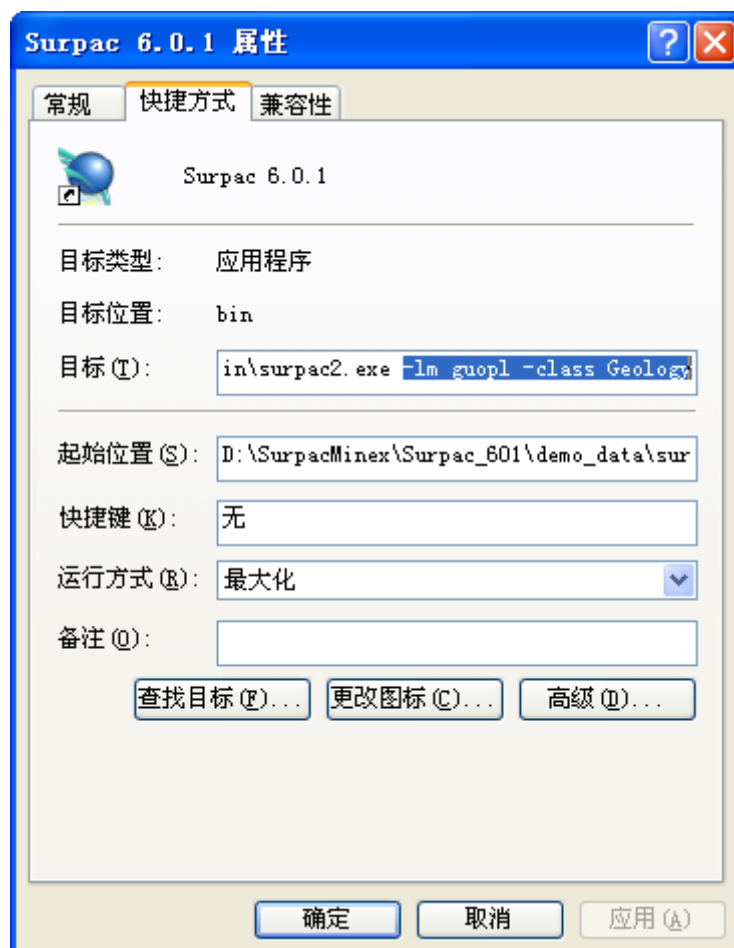 Surpac 6.0.1 属性
常规 快捷方式 兼容性
Surpac 6.0.1
目标类型: 应用程序
目标位置: bin
目标(T): in\surpac2.exe -lm guopl -class Geology
起始位置(S): D:\SurpacMinex\Surpac_601\demo_data\sur
快捷键(K): 无
运行方式(R): 最大化
备注(O):
查找目标(F)... 更改图标(C)... 高级(D)...
确定 取消 应用(A)